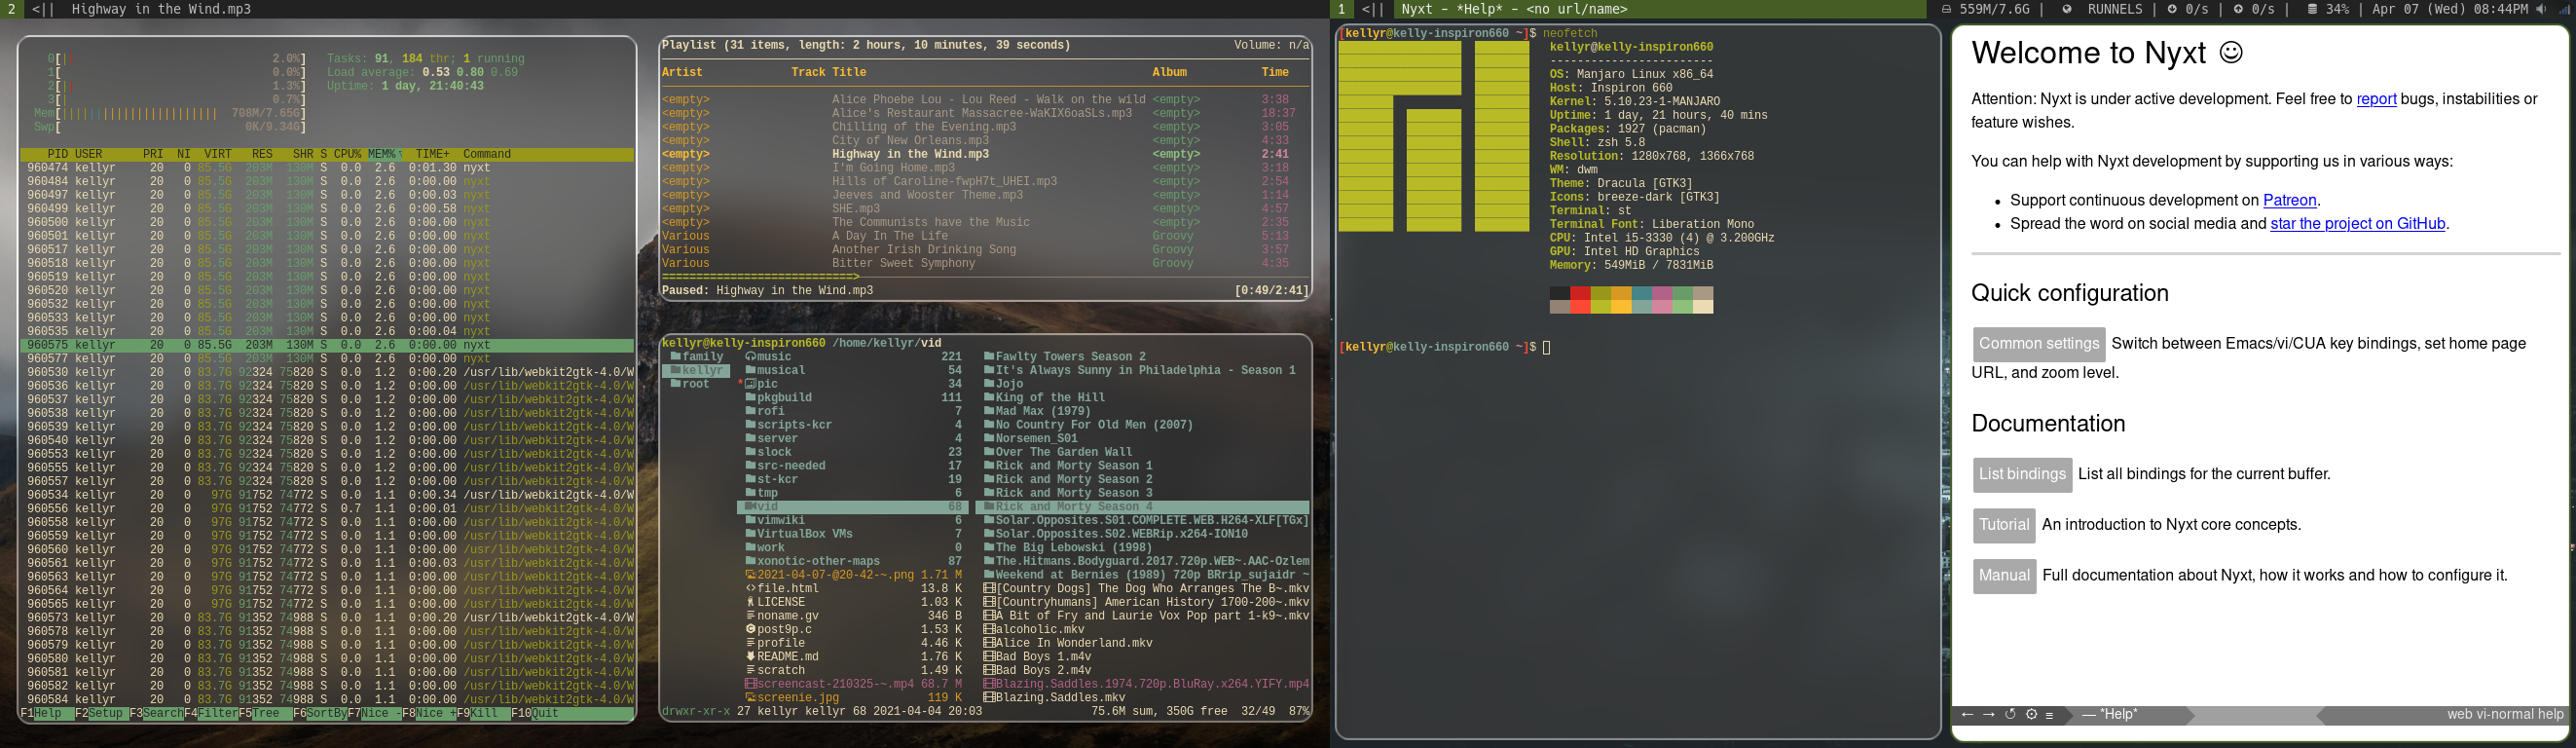 2 <|| Highway in the Wind.mp3
0[| 2.0%]
1[ 0.0%]
2[| 1.3%]
3[| 0.7%]
Mem[||||||||||||||||||||||| 708M/7.65G]
Swp[ 0K/9.34G]
Tasks: 91, 184 thr; 1 running
Load average: 0.53 0.80 0.69
Uptime: 1 day, 21:40:43
PID USER PRI NI VIRT RES SHR S CPU% MEM% TIME+ Command
960474 kellyr 20 0 85.5G 203M 130M S 0.0 2.6 0:01.30 nyxt
960484 kellyr 20 0 85.5G 203M 130M S 0.0 2.6 0:00.00 nyxt
960497 kellyr 20 0 85.5G 203M 130M S 0.0 2.6 0:00.03 nyxt
960499 kellyr 20 0 85.5G 203M 130M S 0.0 2.6 0:00.58 nyxt
960500 kellyr 20 0 85.5G 203M 130M S 0.0 2.6 0:00.00 nyxt
960501 kellyr 20 0 85.5G 203M 130M S 0.0 2.6 0:00.00 nyxt
960517 kellyr 20 0 85.5G 203M 130M S 0.0 2.6 0:00.00 nyxt
960518 kellyr 20 0 85.5G 203M 130M S 0.0 2.6 0:00.00 nyxt
960519 kellyr 20 0 85.5G 203M 130M S 0.0 2.6 0:00.00 nyxt
960520 kellyr 20 0 85.5G 203M 130M S 0.0 2.6 0:00.00 nyxt
960532 kellyr 20 0 85.5G 203M 130M S 0.0 2.6 0:00.00 nyxt
960533 kellyr 20 0 85.5G 203M 130M S 0.0 2.6 0:00.00 nyxt
960535 kellyr 20 0 85.5G 203M 130M S 0.0 2.6 0:00.04 nyxt
960575 kellyr 20 0 85.5G 203M 130M S 0.0 2.6 0:00.00 nyxt
960577 kellyr 20 0 85.5G 203M 130M S 0.0 2.6 0:00.00 nyxt
960530 kellyr 20 0 83.7G 92324 75820 S 0.0 1.2 0:00.20 /usr/lib/webkit2gtk-4.0/W
960536 kellyr 20 0 83.7G 92324 75820 S 0.0 1.2 0:00.00 /usr/lib/webkit2gtk-4.0/W
960537 kellyr 20 0 83.7G 92324 75820 S 0.0 1.2 0:00.00 /usr/lib/webkit2gtk-4.0/W
960538 kellyr 20 0 83.7G 92324 75820 S 0.0 1.2 0:00.00 /usr/lib/webkit2gtk-4.0/W
960539 kellyr 20 0 83.7G 92324 75820 S 0.0 1.2 0:00.00 /usr/lib/webkit2gtk-4.0/W
960540 kellyr 20 0 83.7G 92324 75820 S 0.0 1.2 0:00.00 /usr/lib/webkit2gtk-4.0/W
960553 kellyr 20 0 83.7G 92324 75820 S 0.0 1.2 0:00.00 /usr/lib/webkit2gtk-4.0/W
960555 kellyr 20 0 83.7G 92324 75820 S 0.0 1.2 0:00.00 /usr/lib/webkit2gtk-4.0/W
960557 kellyr 20 0 83.7G 92324 75820 S 0.0 1.2 0:00.00 /usr/lib/webkit2gtk-4.0/W
960534 kellyr 20 0 97G 91752 74772 S 0.0 1.1 0:00.34 /usr/lib/webkit2gtk-4.0/W
960556 kellyr 20 0 97G 91752 74772 S 0.7 1.1 0:00.01 /usr/lib/webkit2gtk-4.0/W
960558 kellyr 20 0 97G 91752 74772 S 0.0 1.1 0:00.00 /usr/lib/webkit2gtk-4.0/W
960559 kellyr 20 0 97G 91752 74772 S 0.0 1.1 0:00.00 /usr/lib/webkit2gtk-4.0/W
960560 kellyr 20 0 97G 91752 74772 S 0.0 1.1 0:00.00 /usr/lib/webkit2gtk-4.0/W
960561 kellyr 20 0 97G 91752 74772 S 0.0 1.1 0:00.03 /usr/lib/webkit2gtk-4.0/W
960563 kellyr 20 0 97G 91752 74772 S 0.0 1.1 0:00.00 /usr/lib/webkit2gtk-4.0/W
960564 kellyr 20 0 97G 91752 74772 S 0.0 1.1 0:00.00 /usr/lib/webkit2gtk-4.0/W
960565 kellyr 20 0 97G 91752 74772 S 0.0 1.1 0:00.00 /usr/lib/webkit2gtk-4.0/W
960573 kellyr 20 0 83.7G 91352 74988 S 0.0 1.1 0:00.20 /usr/lib/webkit2gtk-4.0/W
960578 kellyr 20 0 83.7G 91352 74988 S 0.0 1.1 0:00.00 /usr/lib/webkit2gtk-4.0/W
960579 kellyr 20 0 83.7G 91352 74988 S 0.0 1.1 0:00.00 /usr/lib/webkit2gtk-4.0/W
960580 kellyr 20 0 83.7G 91352 74988 S 0.0 1.1 0:00.00 /usr/lib/webkit2gtk-4.0/W
960581 kellyr 20 0 83.7G 91352 74988 S 0.0 1.1 0:00.00 /usr/lib/webkit2gtk-4.0/W
960582 kellyr 20 0 83.7G 91352 74988 S 0.0 1.1 0:00.00 /usr/lib/webkit2gtk-4.0/W
960584 kellyr 20 0 83.7G 91352 74988 S 0.0 1.1 0:00.00 /usr/lib/webkit2gtk-4.0/W
F1Help F2Setup F3SearchF4FilterF5Tree F6SortByF7Nice -F8Nice +F9Kill F10Quit
Playlist (31 items, length: 2 hours, 10 minutes, 39 seconds) Volume: n/a
Artist Track Title Album Time
<empty> Alice Phoebe Lou - Lou Reed - Walk on the wild <empty> 3:38
<empty> Alice's Restaurant Massacree-WaKIX6oaSLs.mp3 <empty> 18:37
<empty> Chilling of the Evening.mp3 <empty> 3:05
<empty> City of New Orleans.mp3 <empty> 4:33
<empty> Highway in the Wind.mp3 <empty> 2:41
<empty> I'm Going Home.mp3 <empty> 3:18
<empty> Hills of Caroline-fwpH7t_UHEI.mp3 <empty> 2:54
<empty> Jeeves and Wooster Theme.mp3 <empty> 1:14
<empty> SHE.mp3 <empty> 4:57
<empty> The Communists have the Music <empty> 2:35
Various A Day In The Life Groovy 5:13
Various Another Irish Drinking Song Groovy 3:57
Various Bitter Sweet Symphony Groovy 4:35
Paused: Highway in the Wind.mp3 [0:49/2:41]
kellyr@kelly-inspiron660 /home/kellyr/vid
family music 221 Fawlty Towers Season 2
kellyr musical 54 It's Always Sunny in Philadelphia - Season 1
root *pic 34 Jojo
pkgbuild 111 King of the Hill
rofi 7 Mad Max (1979)
scripts-kcr 4 No Country For Old Men (2007)
server 4 Norsemen_S01
slock 23 Over The Garden Wall
src-needed 17 Rick and Morty Season 1
st-kcr 19 Rick and Morty Season 2
tmp 6 Rick and Morty Season 3
vid 68 Rick and Morty Season 4
vimwiki 6 Solar.Opposites.S01.COMPLETE.WEB.H264-XLF[TGx]
VirtualBox VMs 7 Solar.Opposites.S02.WEBRip.x264-ION10
work 0 The Big Lebowski (1998)
xonotic-other-maps 87 The.Hitmans.Bodyguard.2017.720p.WEB~.AAC-Ozlem
2021-04-07-@20-42-~.png 1.71 M Weekend at Bernies (1989) 720p BRrip_sujaidr ~
file.html 13.8 K [Country Dogs] The Dog Who Arranges The B~.mkv
LICENSE 1.03 K [Countryhumans] American History 1700-200~.mkv
noname.gv 346 B A Bit of Fry and Laurie Vox Pop part 1-k9~.mkv
post9p.c 1.53 K alcoholic.mkv
profile 4.46 K Alice In Wonderland.mkv
README.md 1.76 K Bad Boys 1.m4v
scratch 1.49 K Bad Boys 2.m4v
screencast-210325-~.mp4 68.7 M Blazing.Saddles.1974.720p.BluRay.x264.YIFY.mp4
screenie.jpg 119 K Blazing_Saddles.mkv
drwxr-xr-x 27 kellyr kellyr 68 2021-04-04 20:03 75.6M sum, 350G free 32/49 87%
1 <|| Nyxt - *Help* - <no url/name> 559M/7.6G | RUNNELS | 0/s | 0/s | 34% | Apr 07 (Wed) 08:44PM
[kellyr@kelly-inspiron660 ~]$ neofetch
kellyr@kelly-inspiron660
------------------------
OS: Manjaro Linux x86_64
Host: Inspiron 660
Kernel: 5.10.23-1-MANJARO
Uptime: 1 day, 21 hours, 40 mins
Packages: 1927 (pacman)
Shell: zsh 5.8
Resolution: 1280x768, 1366x768
WM: dwm
Theme: Dracula [GTK3]
Icons: breeze-dark [GTK3]
Terminal: st
Terminal Font: Liberation Mono
CPU: Intel i5-3330 (4) @ 3.200GHz
GPU: Intel HD Graphics
Memory: 549MiB / 7831MiB
[kellyr@kelly-inspiron660 ~]$
Welcome to Nyxt ☺
Attention: Nyxt is under active development. Feel free to report bugs, instabilities or
feature wishes.
You can help with Nyxt development by supporting us in various ways:
• Support continuous development on Patreon.
• Spread the word on social media and star the project on GitHub.
Quick configuration
Common settings Switch between Emacs/vi/CUA key bindings, set home page
URL, and zoom level.
Documentation
List bindings List all bindings for the current buffer.
Tutorial An introduction to Nyxt core concepts.
Manual Full documentation about Nyxt, how it works and how to configure it.
← → ↺ ⚙ ≡ — *Help* web vi-normal help